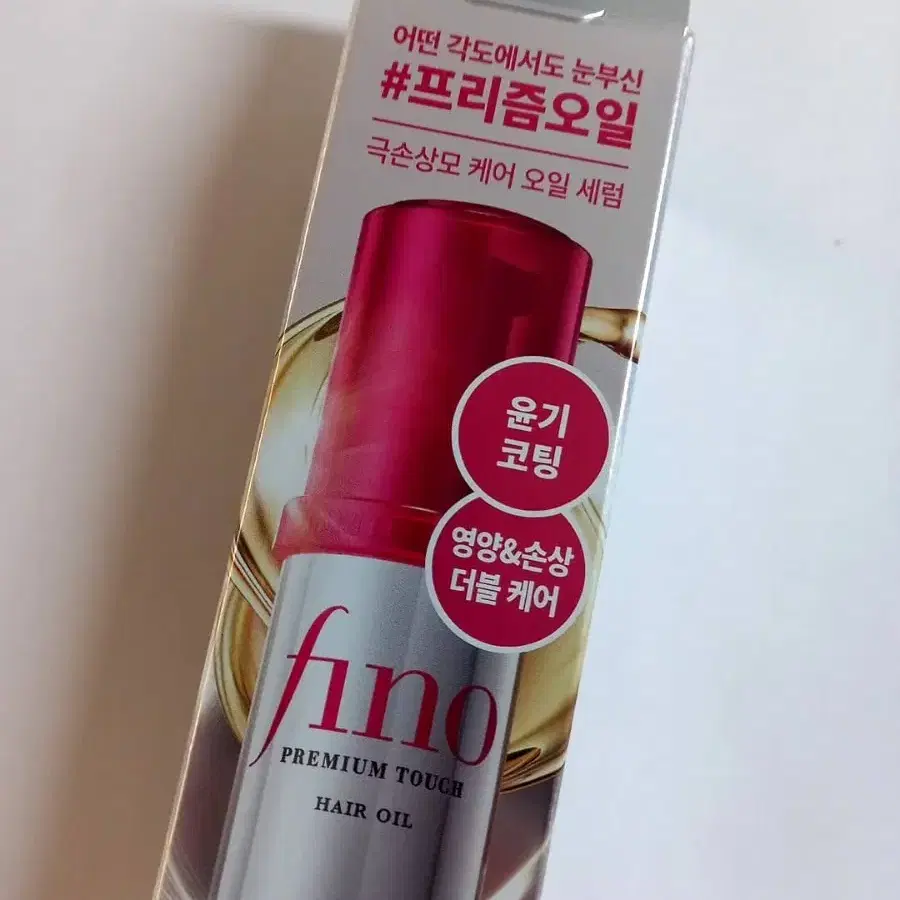 어떤 각도에서도 눈부신
#프리즘오일
극손상모 케어 오일 세럼
윤기
코팅
영양&손상
더블 케어
fino
PREMIUM TOUCH
HAIR OIL